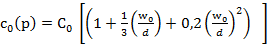 c₀(p) = C₀ [(1 + 1/3 (w₀/d) + 0,2 (w₀/d)²)]